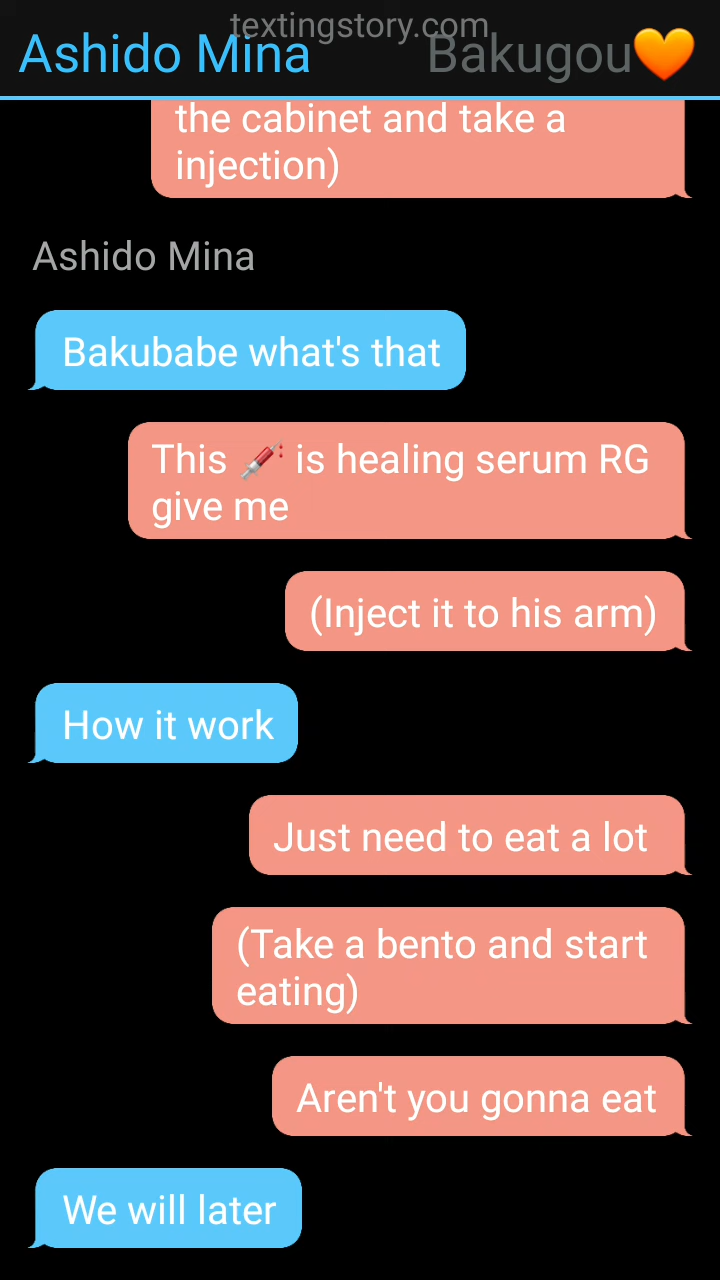 textingstory.com
Ashido Mina
Bakugou🧡
the cabinet and take a
injection)
Ashido Mina
Bakubabe what's that
This 💉 is healing serum RG
give me
(Inject it to his arm)
How it work
Just need to eat a lot
(Take a bento and start
eating)
Aren't you gonna eat
We will later